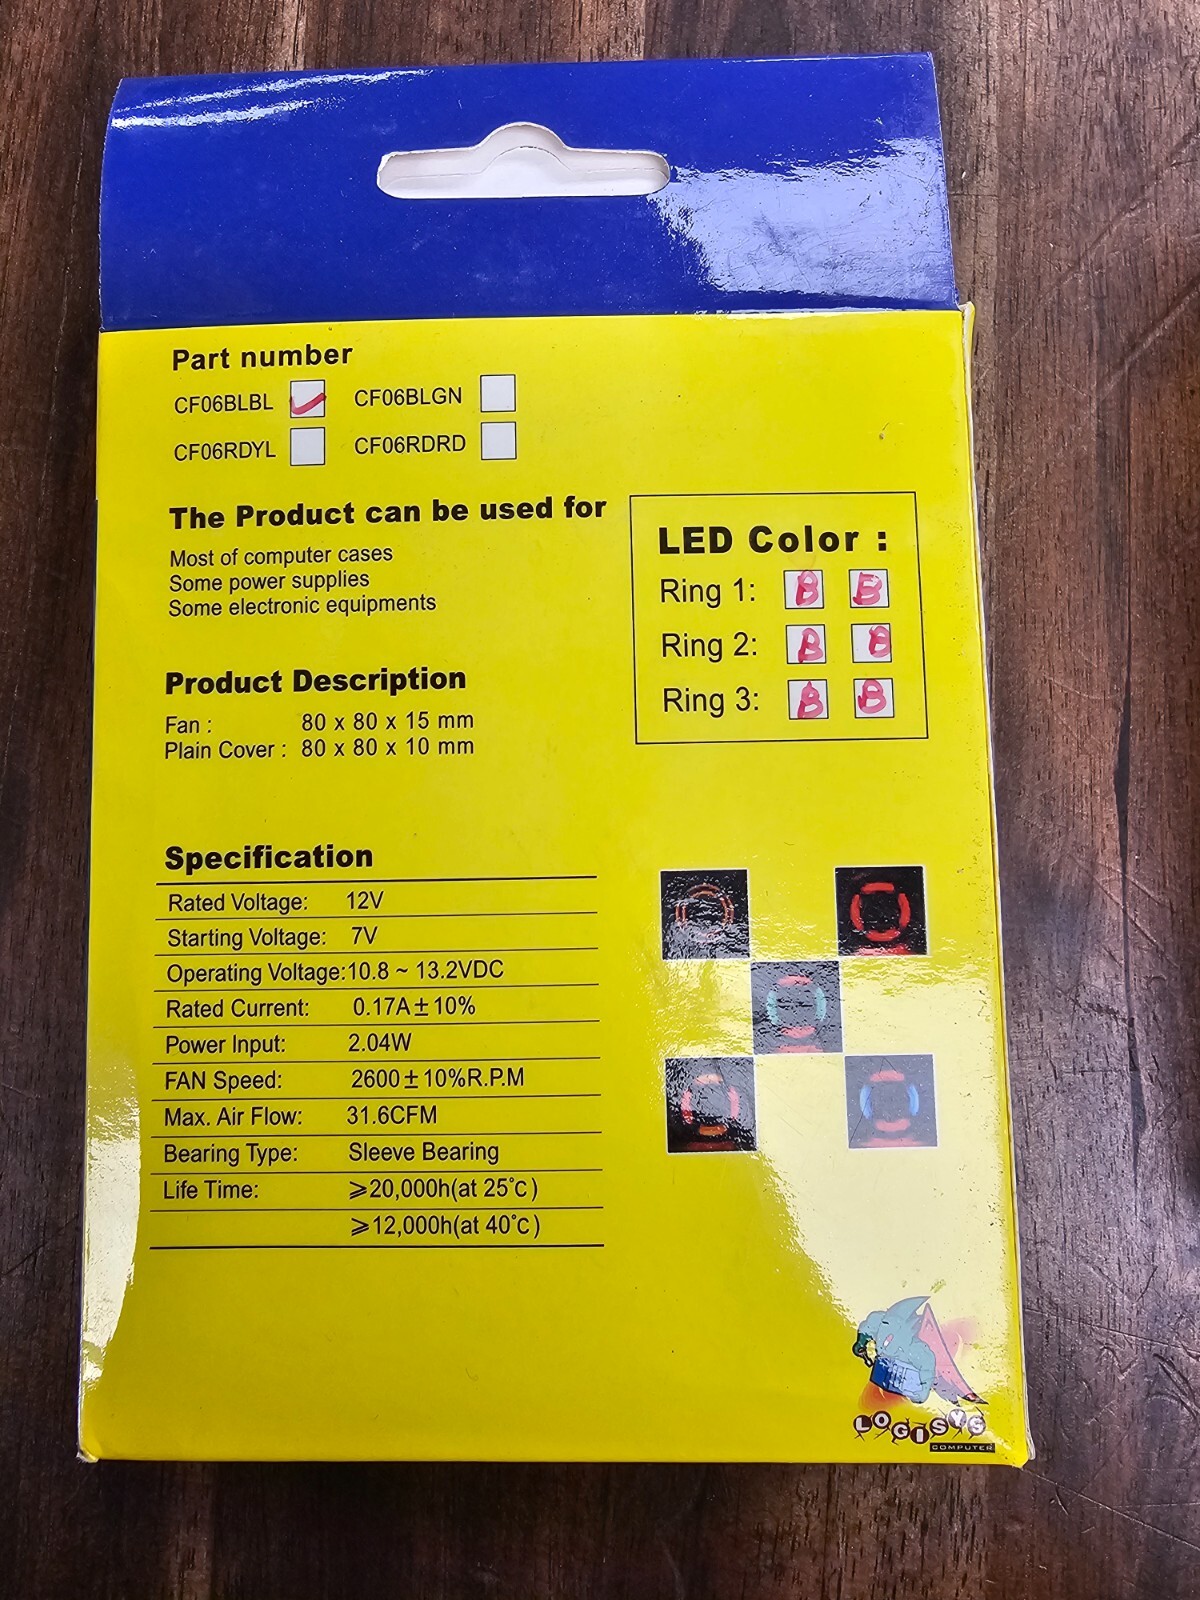 Part number
CF06BLBL CF06BLGN
CF06RDYL CF06RDRD
The Product can be used for
Most of computer cases
Some power supplies
Some electronic equipments
LED Color :
Ring 1: B B
Ring 2: B B
Ring 3: B B
Product Description
Fan : 80 x 80 x 15 mm
Plain Cover : 80 x 80 x 10 mm
Specification
Rated Voltage: 12V
Starting Voltage: 7V
Operating Voltage:10.8 ~ 13.2VDC
Rated Current: 0.17A±10%
Power Input: 2.04W
FAN Speed: 2600±10%R.P.M
Max. Air Flow: 31.6CFM
Bearing Type: Sleeve Bearing
Life Time: ⩾20,000h(at 25℃)
⩾12,000h(at 40℃)
LOGISYS
COMPUTER